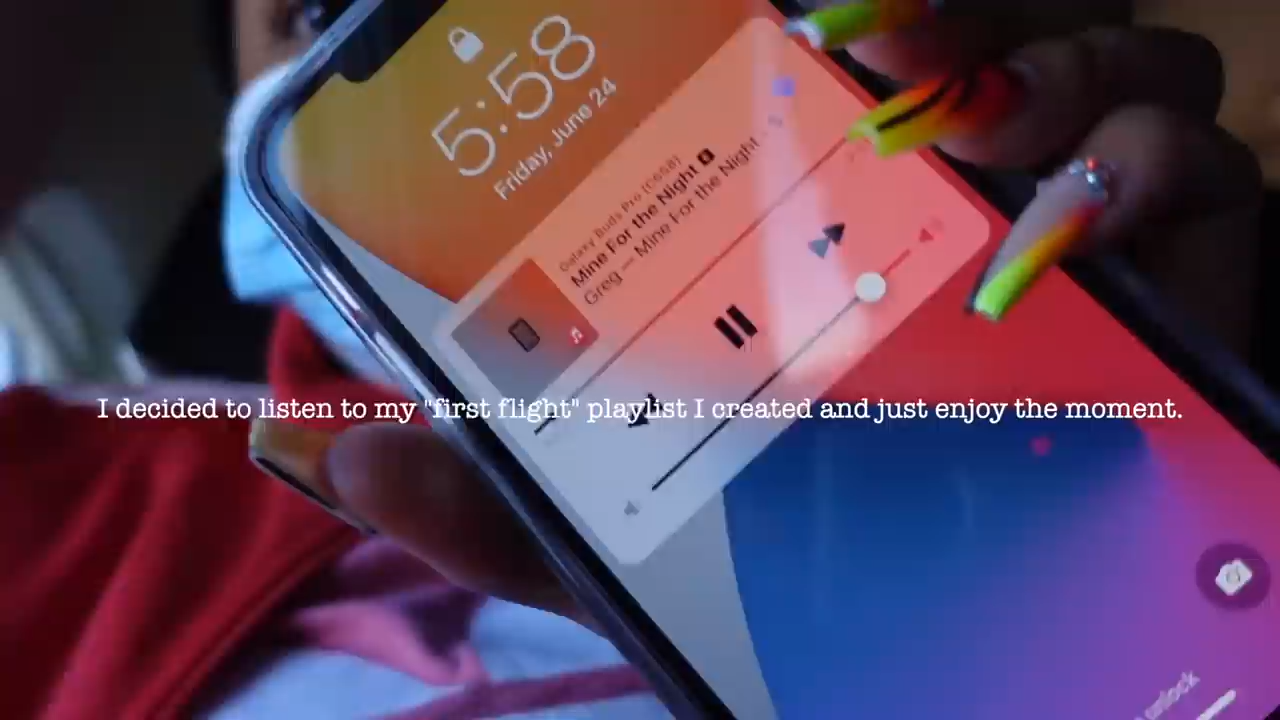 5:58
Friday, June 24
Galaxy Buds Pro (C65B)
Mine For the Night E
Greg — Mine For the Night -
I decided to listen to my "first flight" playlist I created and just enjoy the moment.
unlock